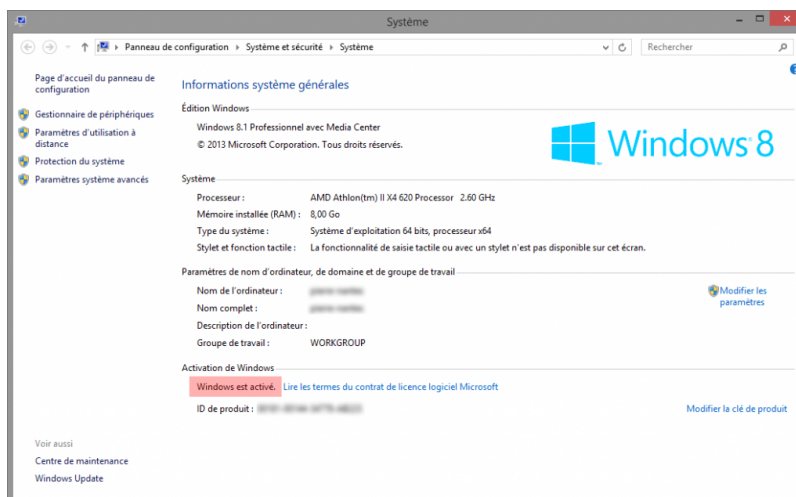 Système
Panneau de configuration Système et sécurité Système
Rechercher
Page d'accueil du panneau de
configuration
Gestionnaire de périphériques
Paramètres d'utilisation à
distance
Protection du système
Paramètres système avancés
Informations système générales
Édition Windows
Windows 8.1 Professionnel avec Media Center
© 2013 Microsoft Corporation. Tous droits réservés.
Windows 8
Système
Processeur : AMD Athlon(tm) II X4 620 Processor 2.60 GHz
Mémoire installée (RAM) : 8,00 Go
Type du système : Système d'exploitation 64 bits, processeur x64
Stylet et fonction tactile : La fonctionnalité de saisie tactile ou avec un stylet n'est pas disponible sur cet écran.
Paramètres de nom d'ordinateur, de domaine et de groupe de travail
Nom de l'ordinateur :
Modifier les
paramètres
Nom complet :
Description de l'ordinateur :
Groupe de travail : WORKGROUP
Activation de Windows
Windows est activé. Lire les termes du contrat de licence logiciel Microsoft
ID de produit :
Modifier la clé de produit
Voir aussi
Centre de maintenance
Windows Update